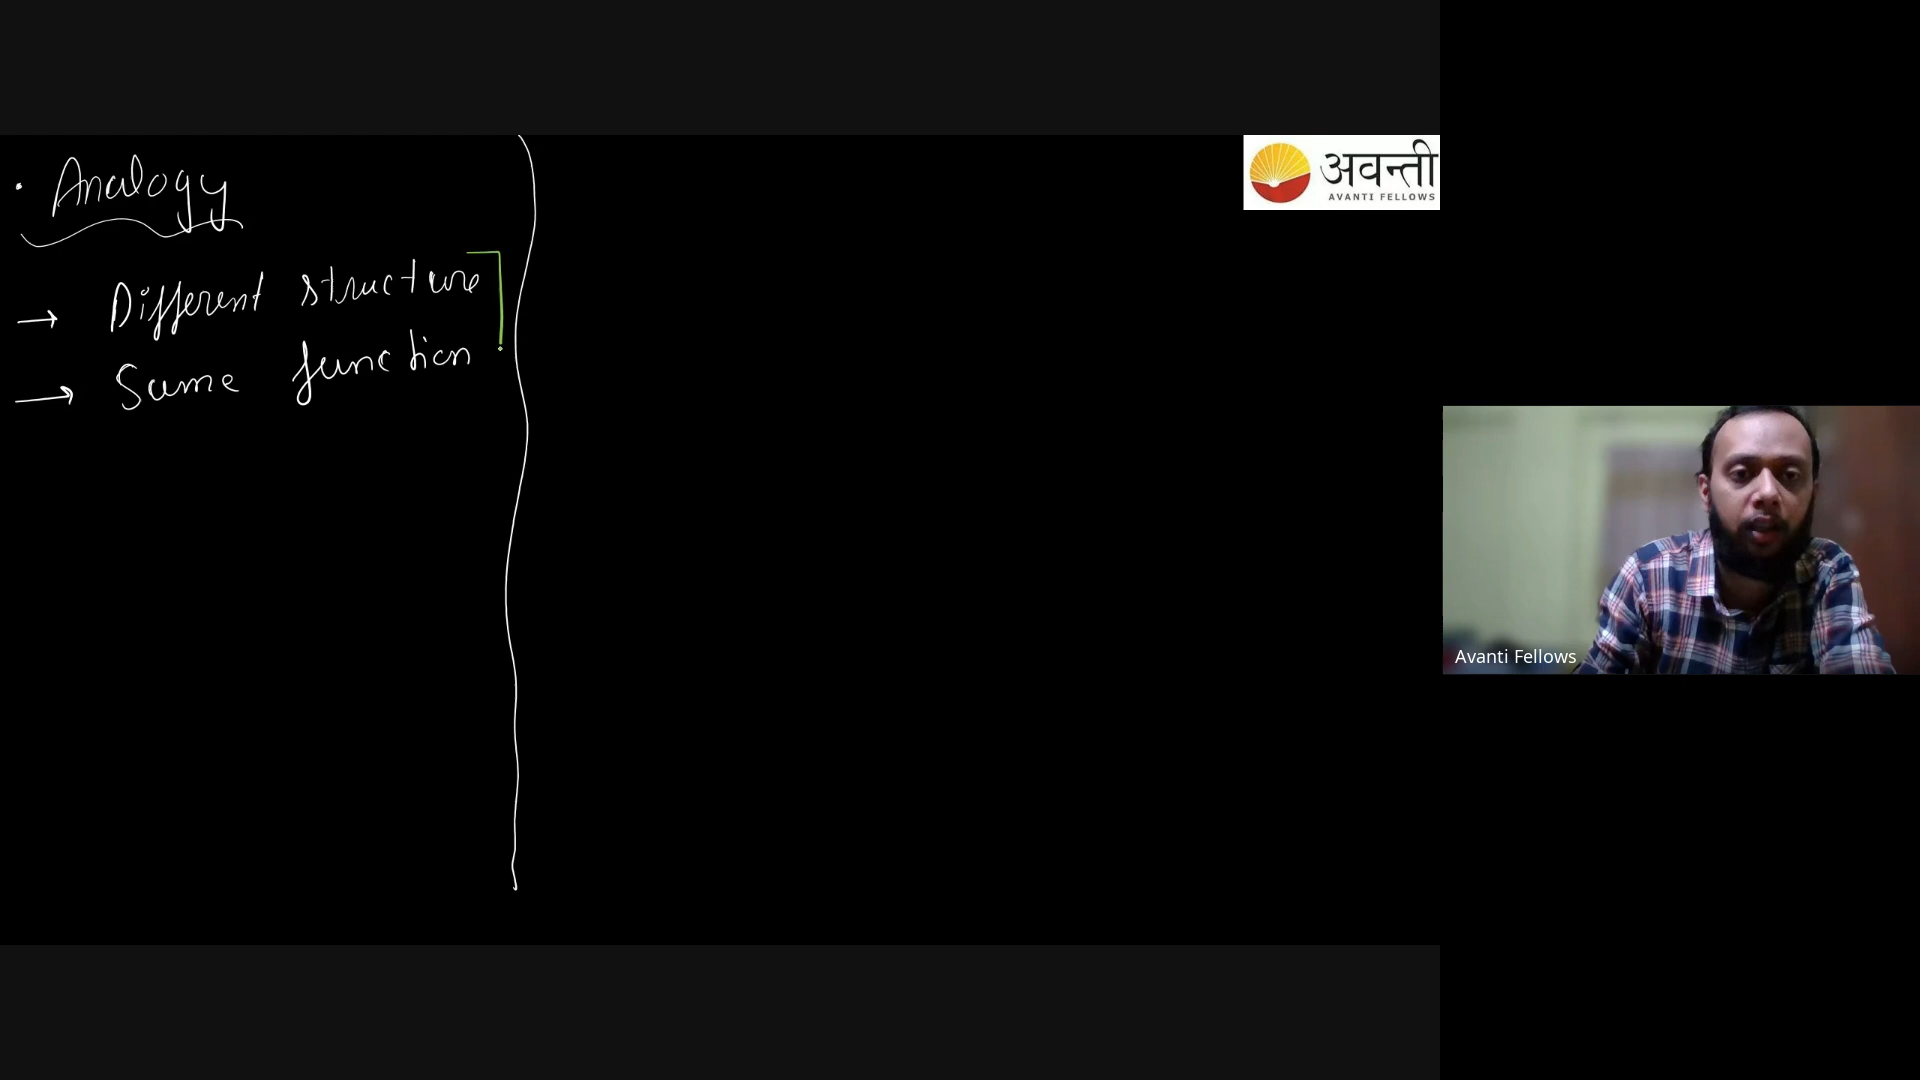 • Analogy
→ Different structure
→ Same function
अवन्ती
AVANTI FELLOWS
Avanti Fellows